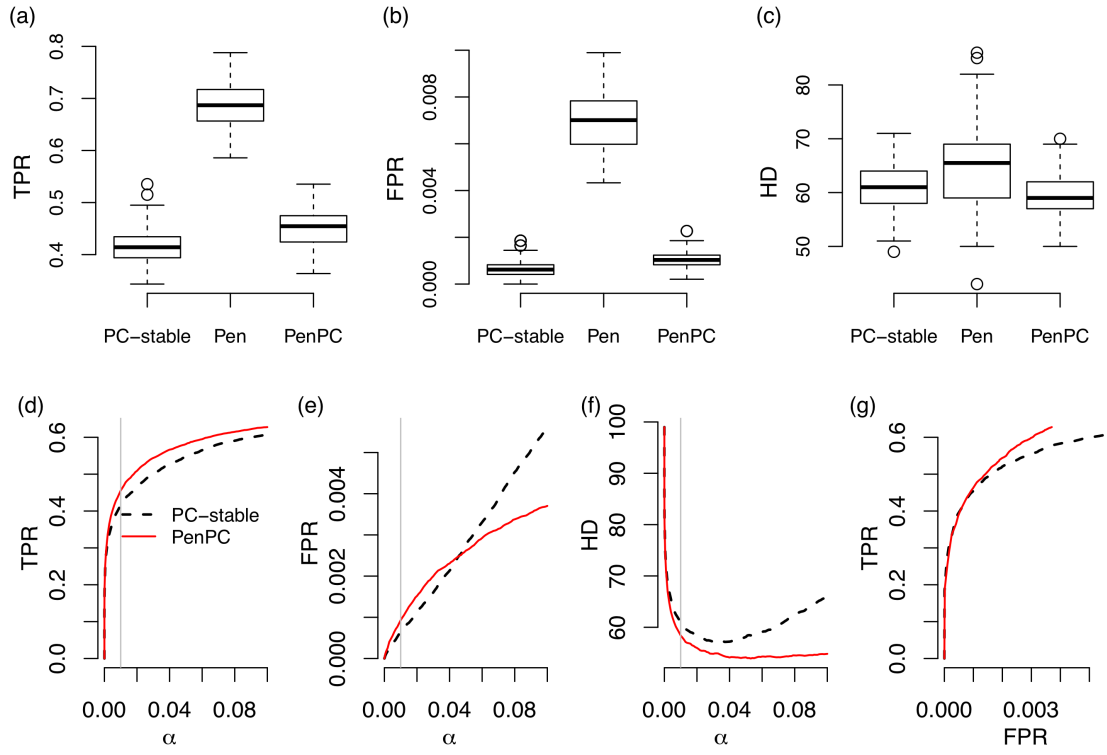 (a)
TPR
0.4 0.5 0.6 0.7 0.8
PC−stable Pen PenPC
(b)
FPR
0.000 0.004 0.008
PC−stable Pen PenPC
(c)
HD
50 60 70 80
PC−stable Pen PenPC
(d)
TPR
0.0 0.2 0.4 0.6
PC−stable
PenPC
0.00 0.04 0.08
α
(e)
FPR
0.000 0.002 0.004
0.00 0.04 0.08
α
(f)
HD
60 70 80 90 100
0.00 0.04 0.08
α
(g)
TPR
0.0 0.2 0.4 0.6
0.000 0.003
FPR